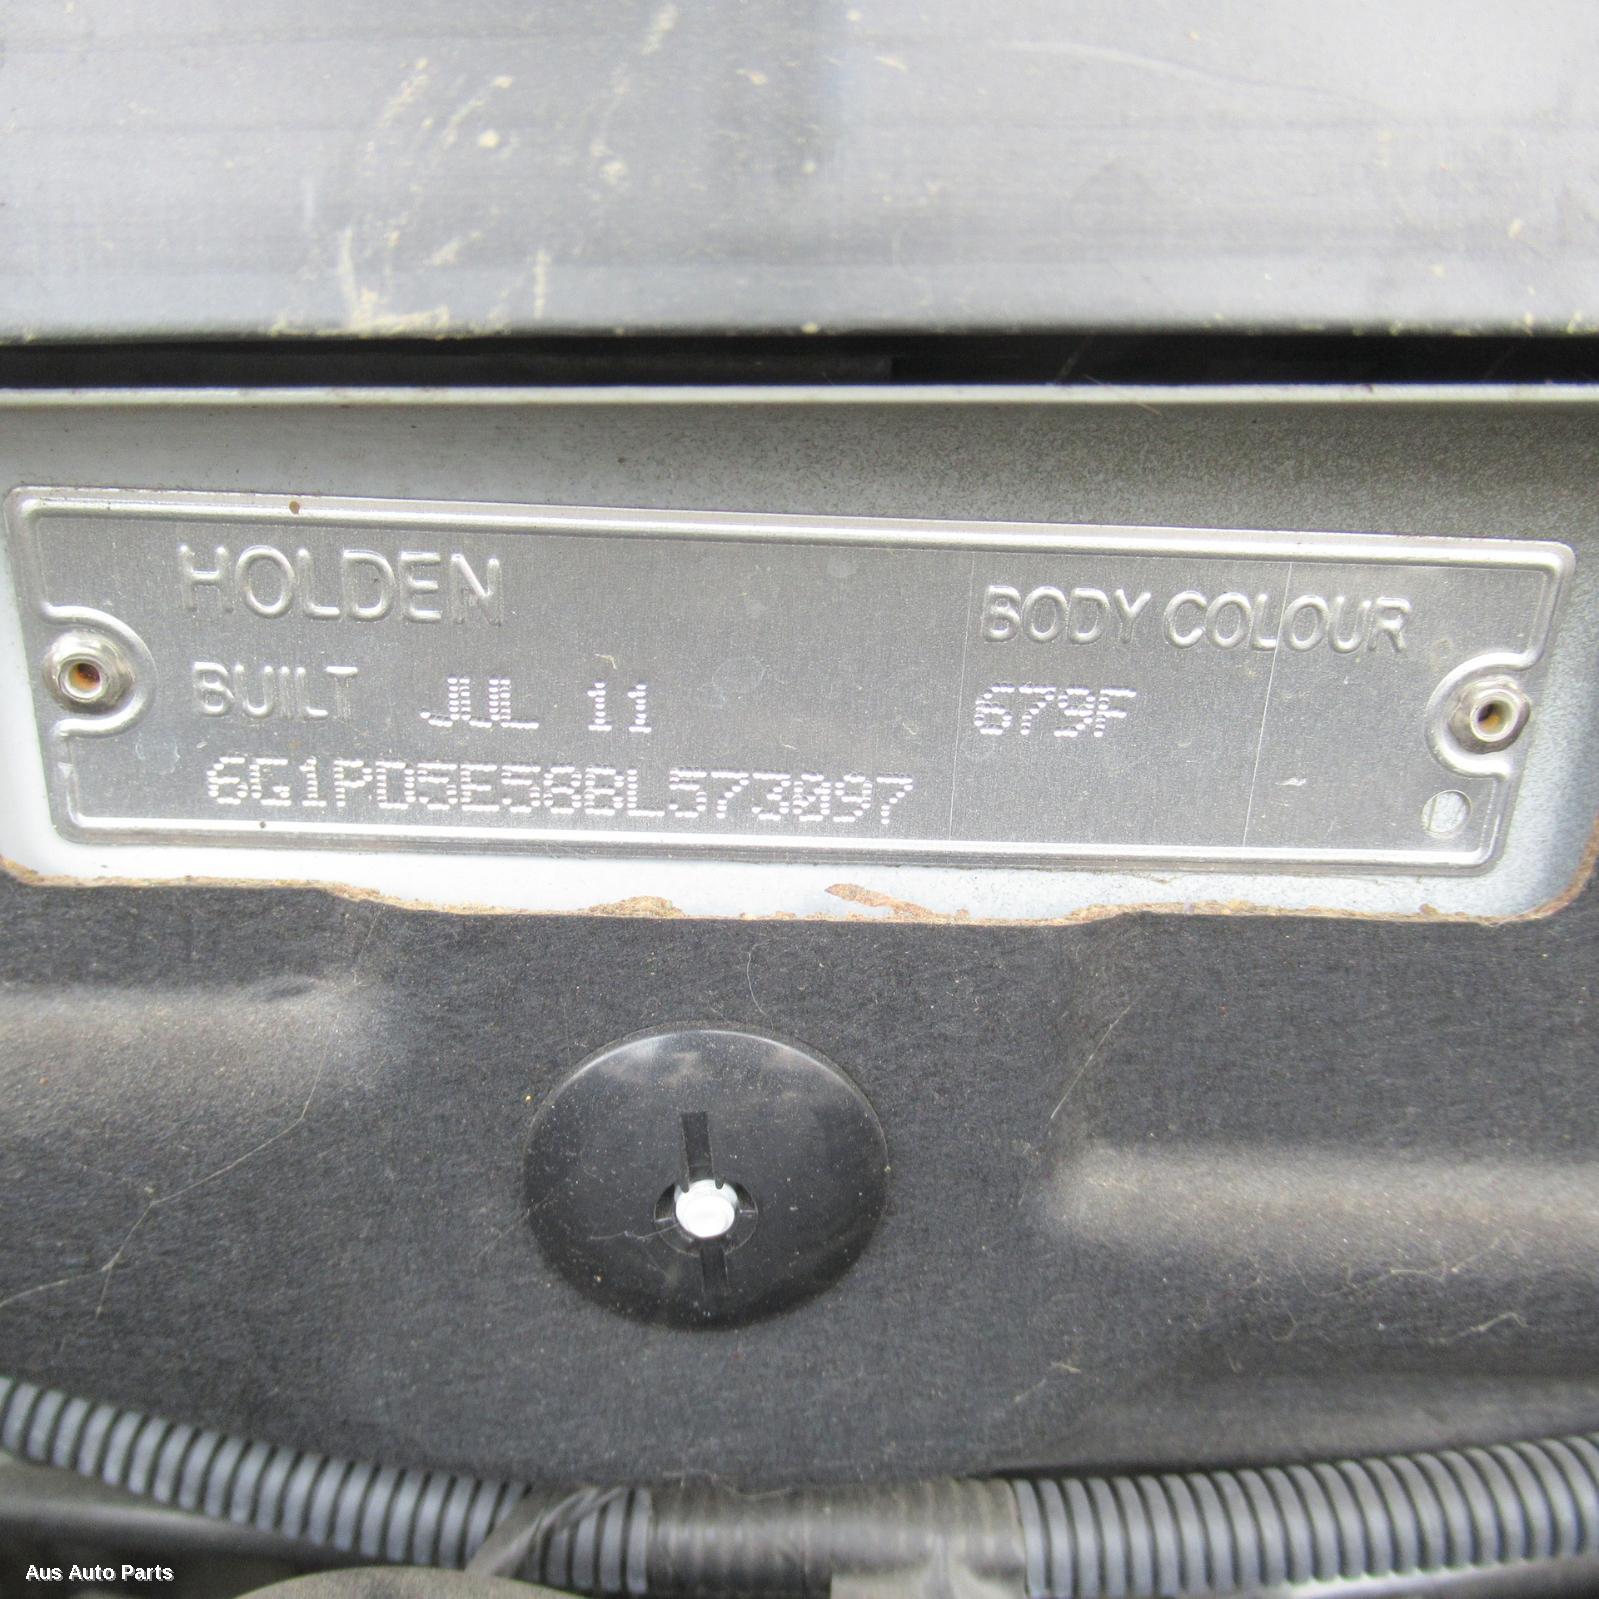 HOLDEN
BODY COLOUR
BUILT JUL 11
679F
6G1PD5E58BL573097
Aus Auto Parts